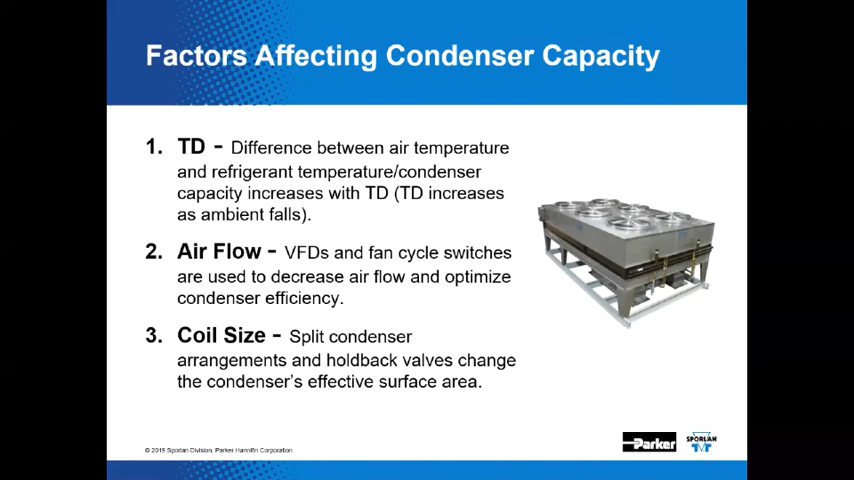 Factors Affecting Condenser Capacity
1. TD - Difference between air temperature
and refrigerant temperature/condenser
capacity increases with TD (TD increases
as ambient falls).
2. Air Flow - VFDs and fan cycle switches
are used to decrease air flow and optimize
condenser efficiency.
3. Coil Size - Split condenser
arrangements and holdback valves change
the condenser's effective surface area.
© 2019 Sporlan Division, Parker Hannifin Corporation
Parker
SPORLAN